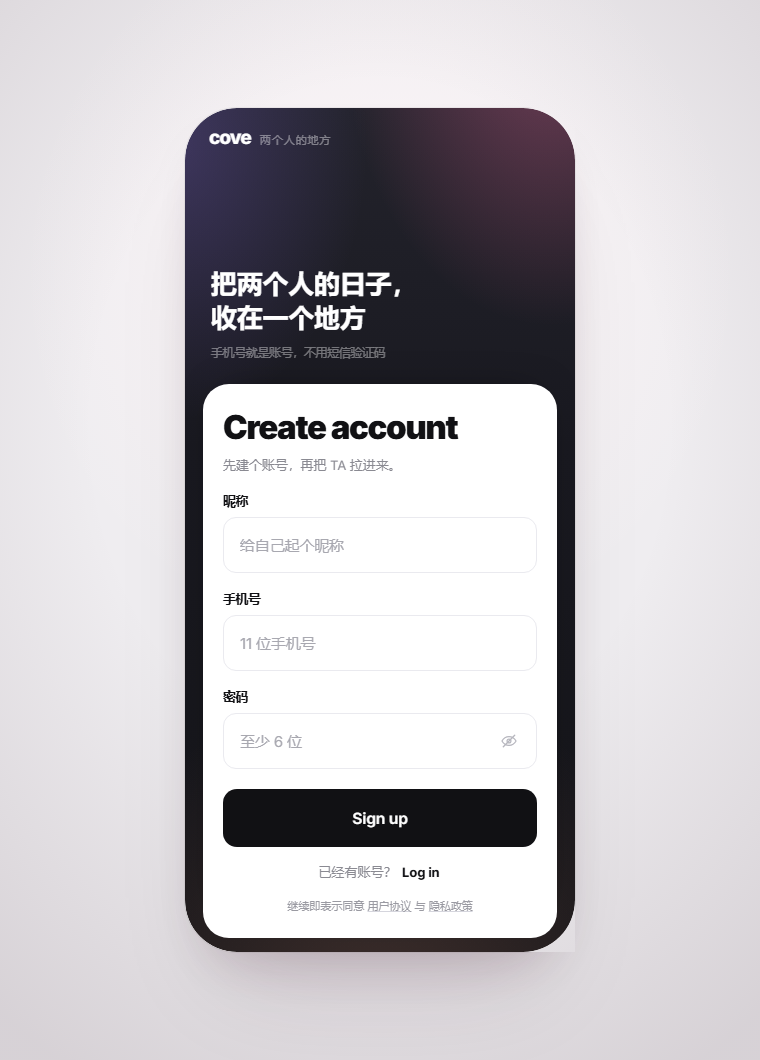 cove 两个人的地方
把两个人的日子，
收在一个地方
手机号就是账号，不用短信验证码
Create account
先建个账号，再把 TA 拉进来。
昵称
给自己起个昵称
手机号
11 位手机号
密码
至少 6 位
Sign up
已经有账号？ Log in
继续即表示同意 用户协议 与 隐私政策